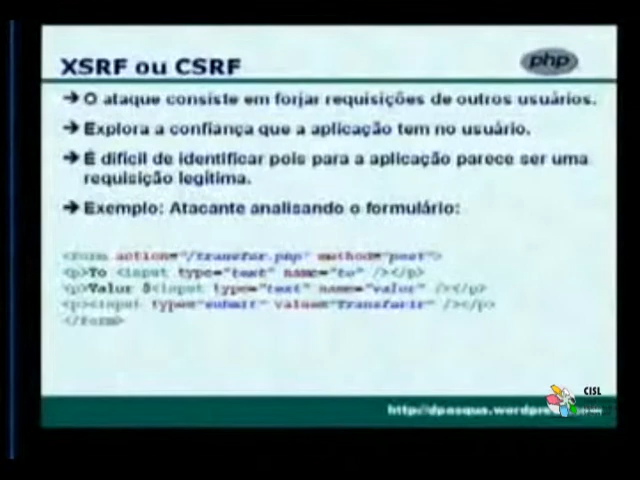 XSRF ou CSRF
php
➔ O ataque consiste em forjar requisições de outros usuários.
➔ Explora a confiança que a aplicação tem no usuário.
➔ É difícil de identificar pois para a aplicação parece ser uma
requisição legítima.
➔ Exemplo: Atacante analisando o formulário:
<form action="/transfer.php" method="post">
<p>To <input type="text" name="to" /></p>
<p>Valor $<input type="text" name="valor" /></p>
<p><input type="submit" value="Transferir" /></p>
</form>
http://dpasqua.wordpre
CISL